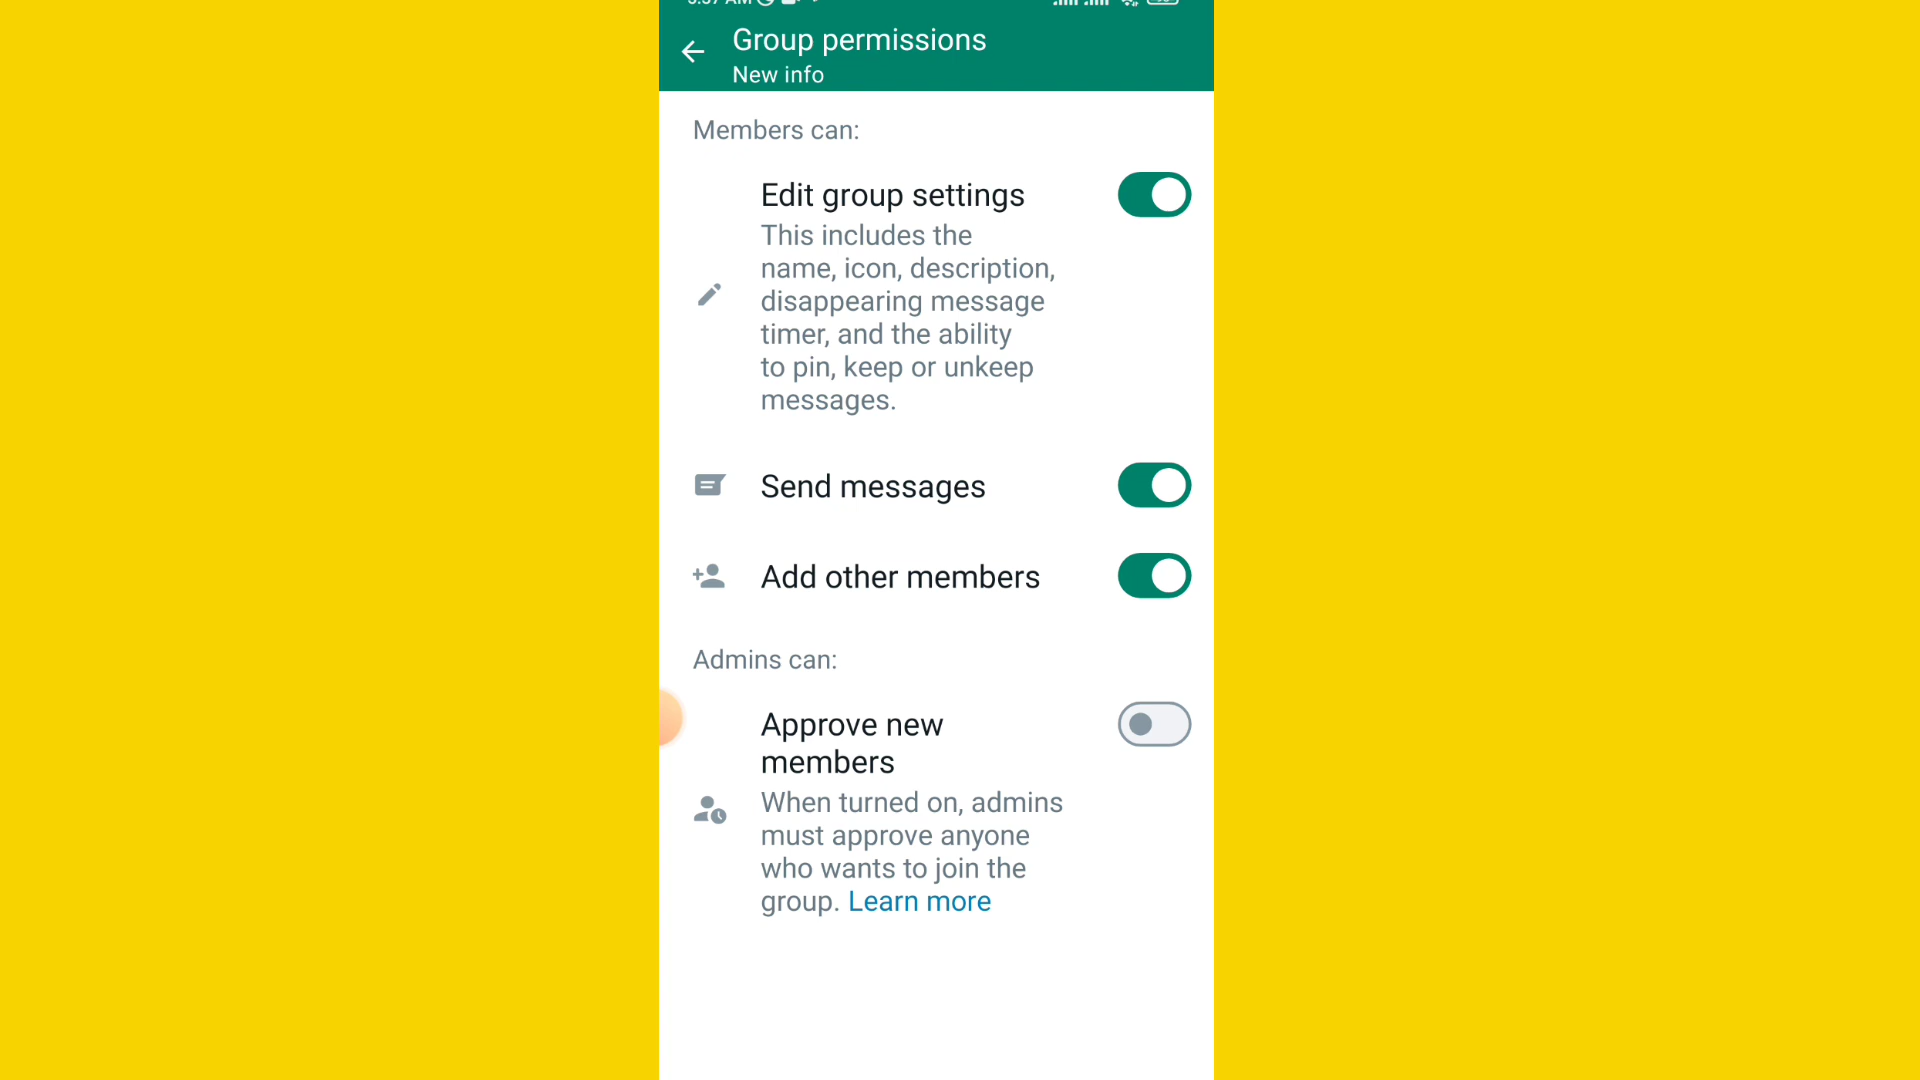 Group permissions
New info
Members can:
Edit group settings
This includes the
name, icon, description,
disappearing message
timer, and the ability
to pin, keep or unkeep
messages.
Send messages
Add other members
Admins can:
Approve new
members
When turned on, admins
must approve anyone
who wants to join the
group. Learn more